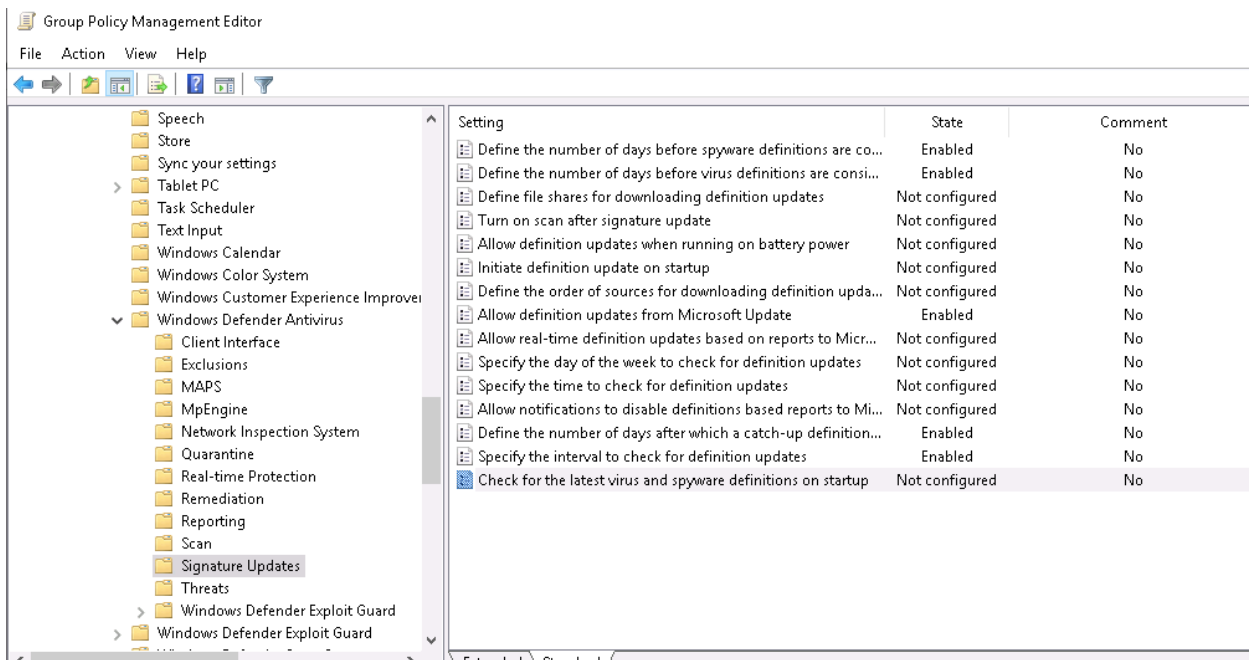 Group Policy Management Editor
File Action View Help
Speech
Store
Sync your settings
Tablet PC
Task Scheduler
Text Input
Windows Calendar
Windows Color System
Windows Customer Experience Improver
Windows Defender Antivirus
Client Interface
Exclusions
MAPS
MpEngine
Network Inspection System
Quarantine
Real-time Protection
Remediation
Reporting
Scan
Signature Updates
Threats
Windows Defender Exploit Guard
Windows Defender Exploit Guard
Setting State Comment
Define the number of days before spyware definitions are co... Enabled No
Define the number of days before virus definitions are consi... Enabled No
Define file shares for downloading definition updates Not configured No
Turn on scan after signature update Not configured No
Allow definition updates when running on battery power Not configured No
Initiate definition update on startup Not configured No
Define the order of sources for downloading definition upda... Not configured No
Allow definition updates from Microsoft Update Enabled No
Allow real-time definition updates based on reports to Micr... Not configured No
Specify the day of the week to check for definition updates Not configured No
Specify the time to check for definition updates Not configured No
Allow notifications to disable definitions based reports to Mi... Not configured No
Define the number of days after which a catch-up definition... Enabled No
Specify the interval to check for definition updates Enabled No
Check for the latest virus and spyware definitions on startup Not configured No